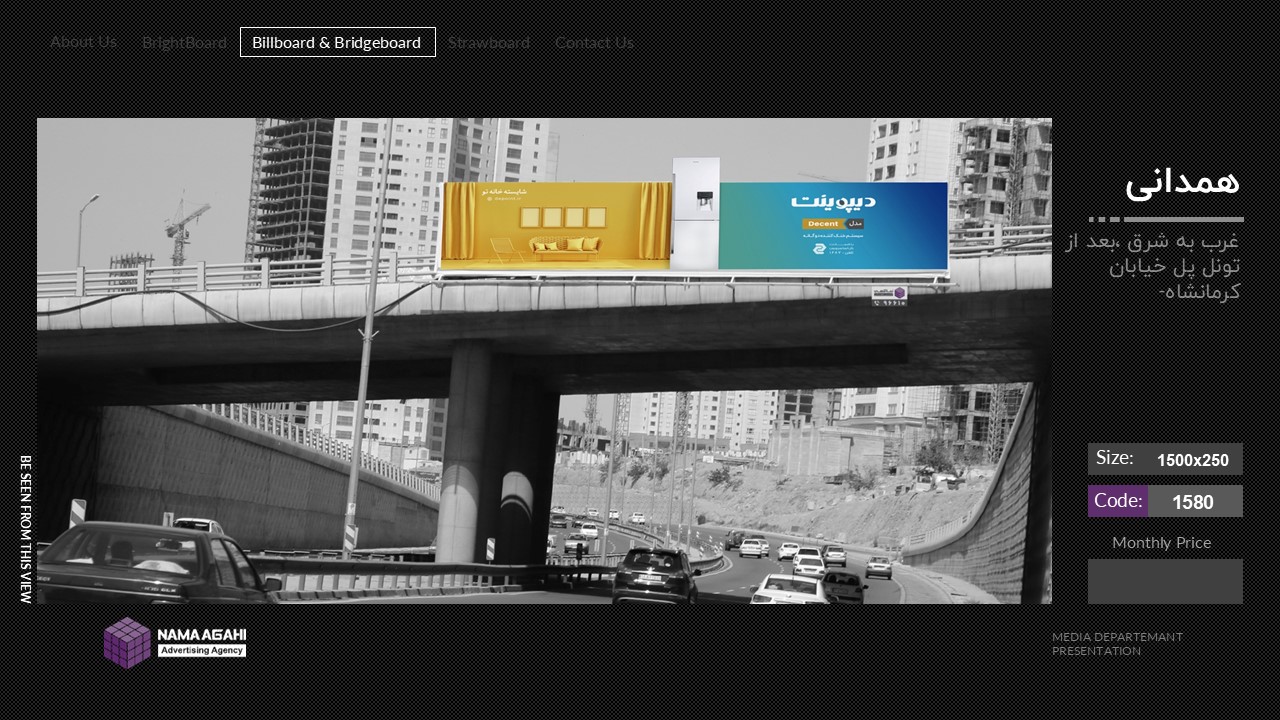 About Us
BrightBoard
Billboard & Bridgeboard
Strawboard
Contact Us
شایسته خانه تو
دیپوینت
مدل Decent
همدانی
غرب به شرق ،بعد از
تونل پل خیابان
کرمانشاه-
Size: 1500x250
Code: 1580
Monthly Price
BE SEEN FROM THIS VIEW
NAMA AGAHI
Advertising Agency
MEDIA DEPARTEMANT
PRESENTATION